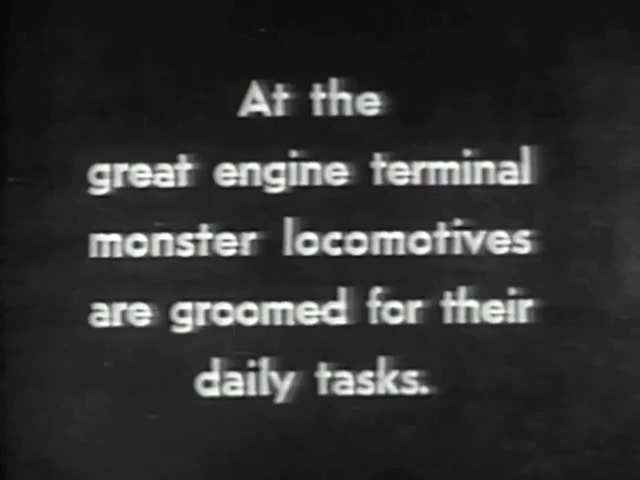 At the
great engine terminal
monster locomotives
are groomed for their
daily tasks.